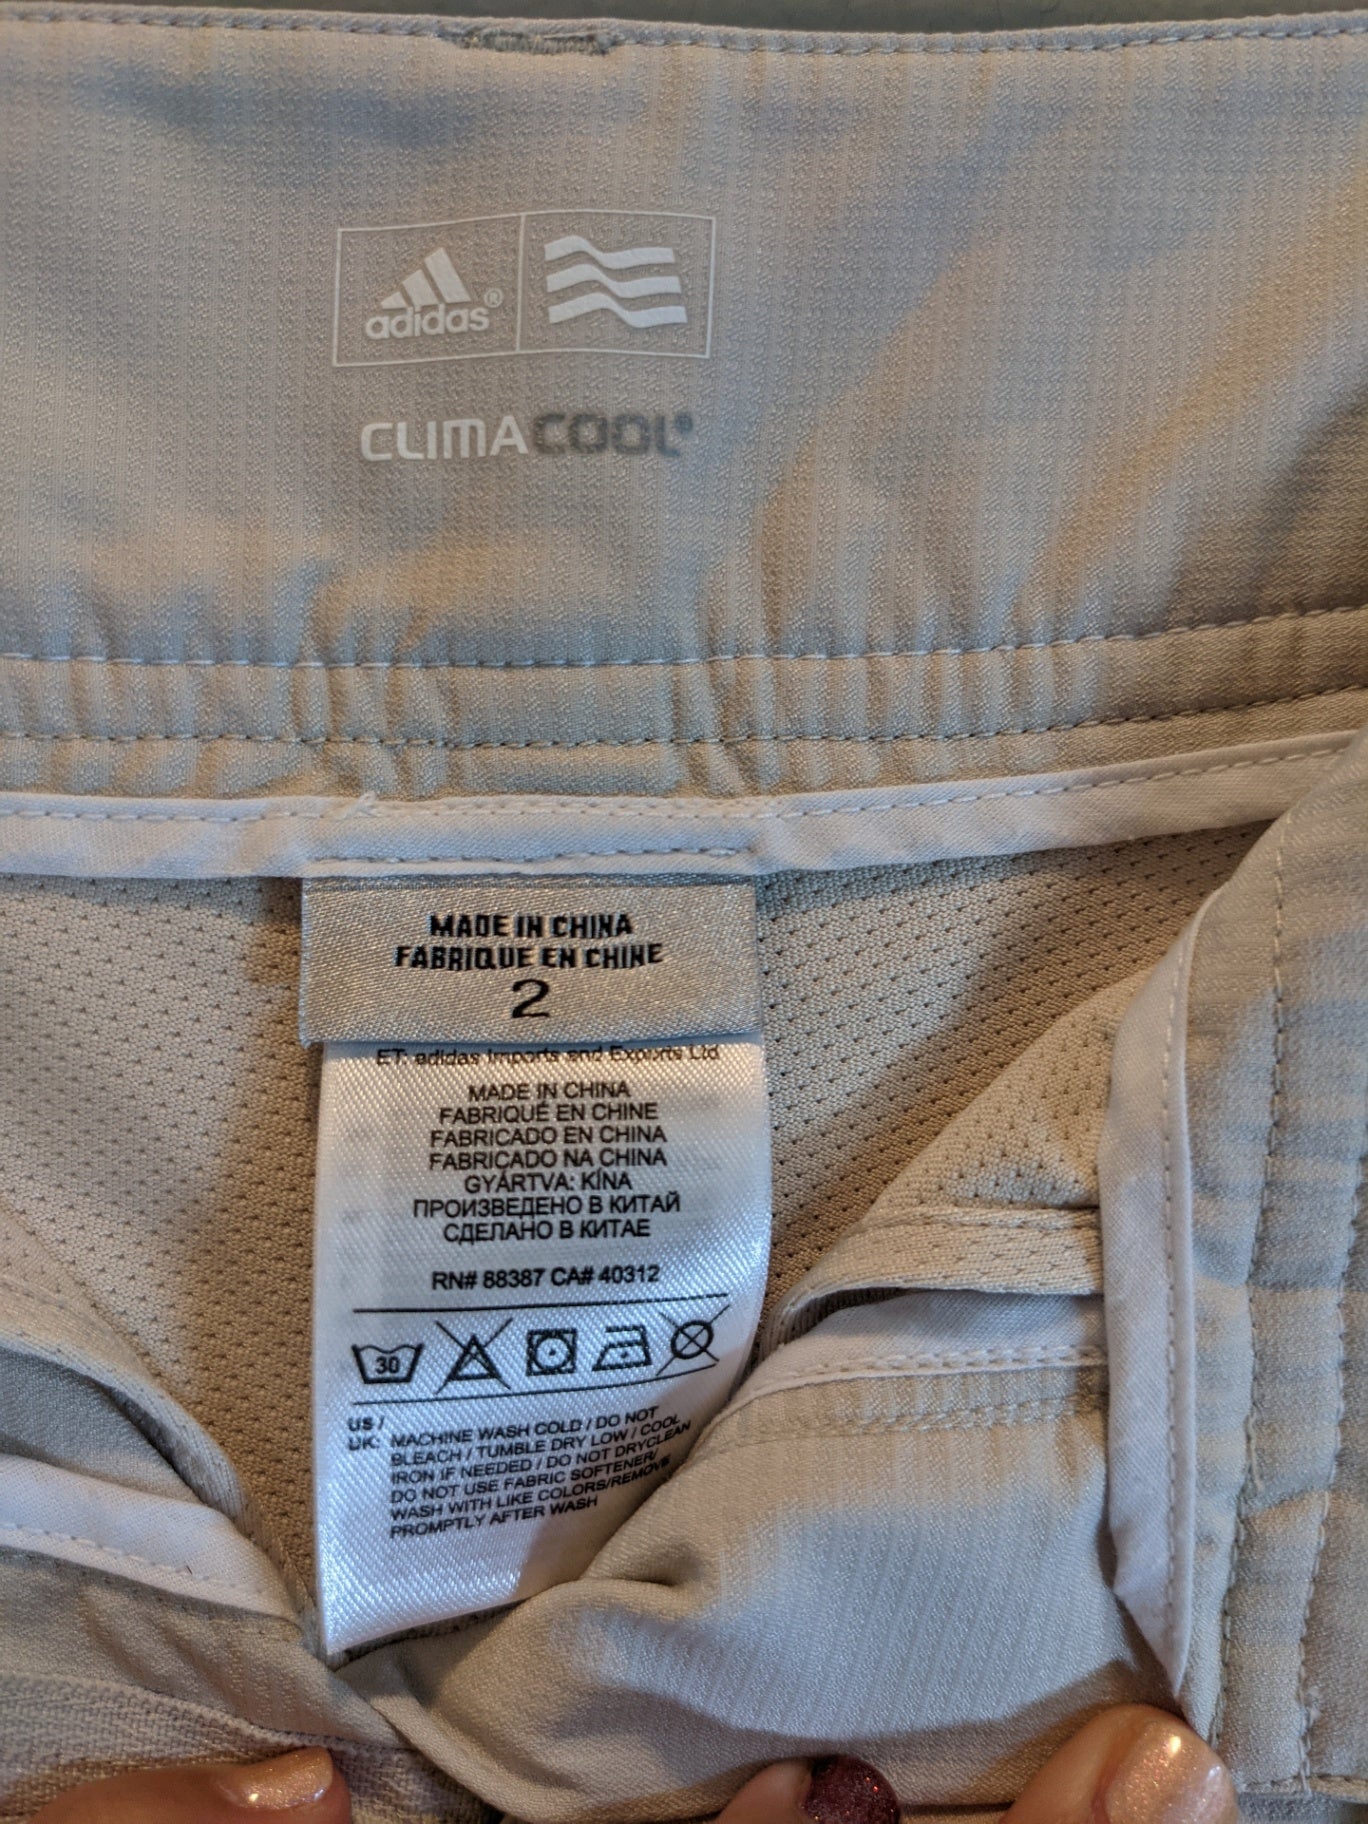 adidas®
CLIMACOOL®
MADE IN CHINA
FABRIQUE EN CHINE
2
ET: adidas Imports and Exports Ltd
MADE IN CHINA
FABRIQUÉ EN CHINE
FABRICADO EN CHINA
FABRICADO NA CHINA
GYÁRTVA: KÍNA
ПРОИЗВЕДЕНО В КИТАЙ
СДЕЛАНО В КИТАЕ
RN# 88387 CA# 40312
30
US / UK: MACHINE WASH COLD / DO NOT
BLEACH / TUMBLE DRY LOW / COOL
IRON IF NEEDED / DO NOT DRYCLEAN
DO NOT USE FABRIC SOFTENER/
WASH WITH LIKE COLORS/REMOVE
PROMPTLY AFTER WASH